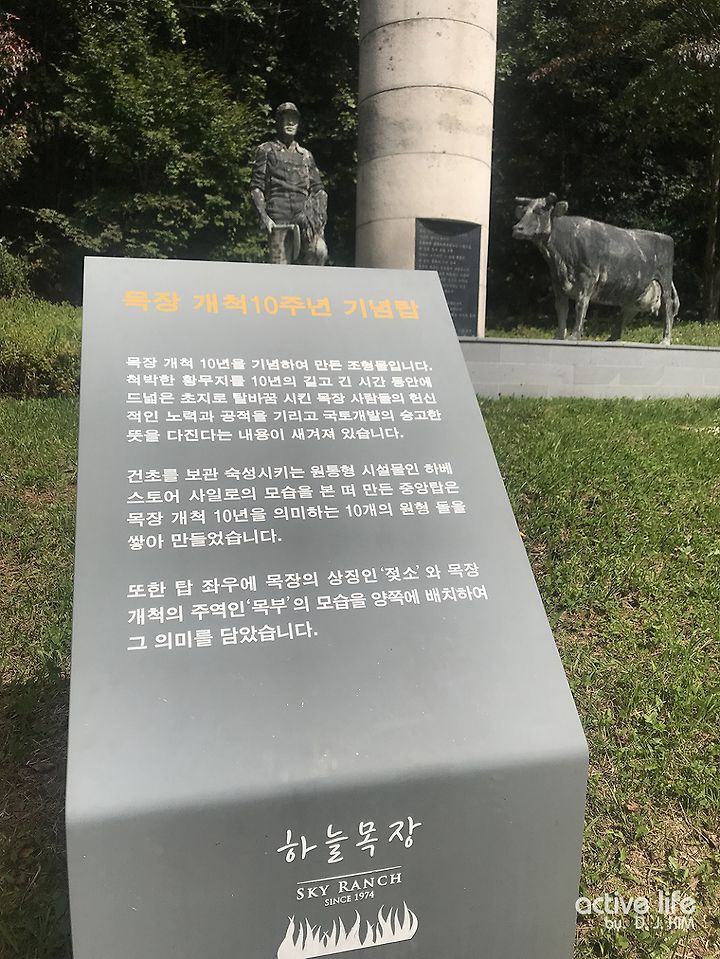 목장 개척10주년 기념탑
목장 개척 10년을 기념하여 만든 조형물입니다.
척박한 황무지를 10년의 길고 긴 시간 동안에
드넓은 초지로 탈바꿈 시킨 목장 사람들의 헌신
적인 노력과 공적을 기리고 국토개발의 숭고한
뜻을 다진다는 내용이 새겨져 있습니다.
건초를 보관 숙성시키는 원통형 시설물인 하베
스토어 사일로의 모습을 본 떠 만든 중앙탑은
목장 개척 10년을 의미하는 10개의 원형 돌을
쌓아 만들었습니다.
또한 탑 좌우에 목장의 상징인 '젖소' 와 목장
개척의 주역인 '목부' 의 모습을 양쪽에 배치하여
그 의미를 담았습니다.
하늘목장
SKY RANCH
SINCE 1974
active life
by. D. J. KIM